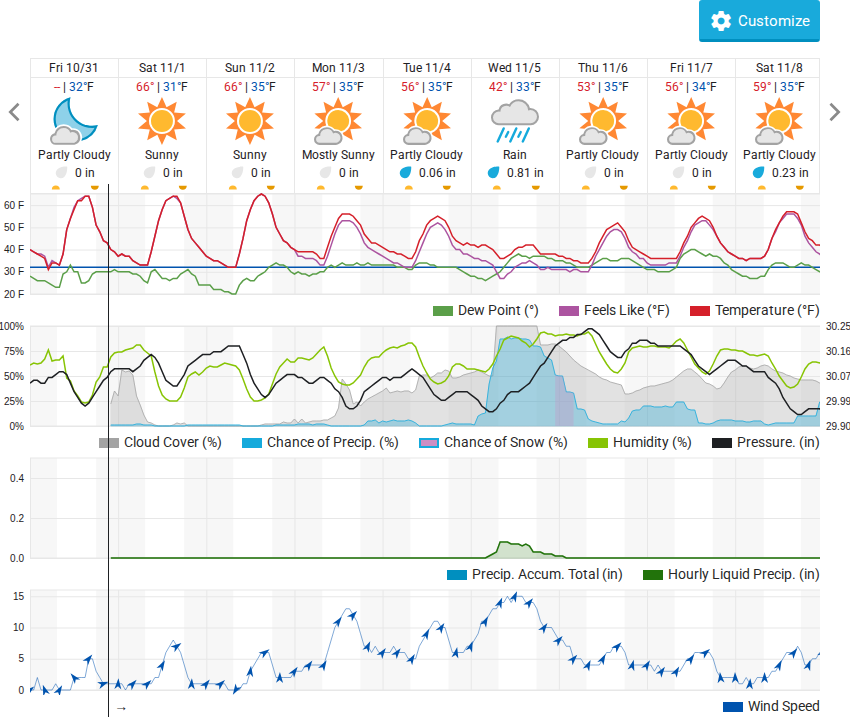 Customize
Fri 10/31 Sat 11/1 Sun 11/2 Mon 11/3 Tue 11/4 Wed 11/5 Thu 11/6 Fri 11/7 Sat 11/8
– | 32°F 66° | 31°F 66° | 35°F 57° | 35°F 56° | 35°F 42° | 33°F 53° | 35°F 56° | 34°F 59° | 35°F
Partly Cloudy Sunny Sunny Mostly Sunny Partly Cloudy Rain Partly Cloudy Partly Cloudy Partly Cloudy
0 in 0 in 0 in 0 in 0.06 in 0.81 in 0 in 0 in 0.23 in
60 F
50 F
40 F
30 F
20 F
Dew Point (°) Feels Like (°F) Temperature (°F)
100% 30.25
75% 30.16
50% 30.07
25% 29.99
0% 29.90
Cloud Cover (%) Chance of Precip. (%) Chance of Snow (%) Humidity (%) Pressure. (in)
0.4
0.2
0.0
Precip. Accum. Total (in) Hourly Liquid Precip. (in)
15
10
5
0
→
Wind Speed